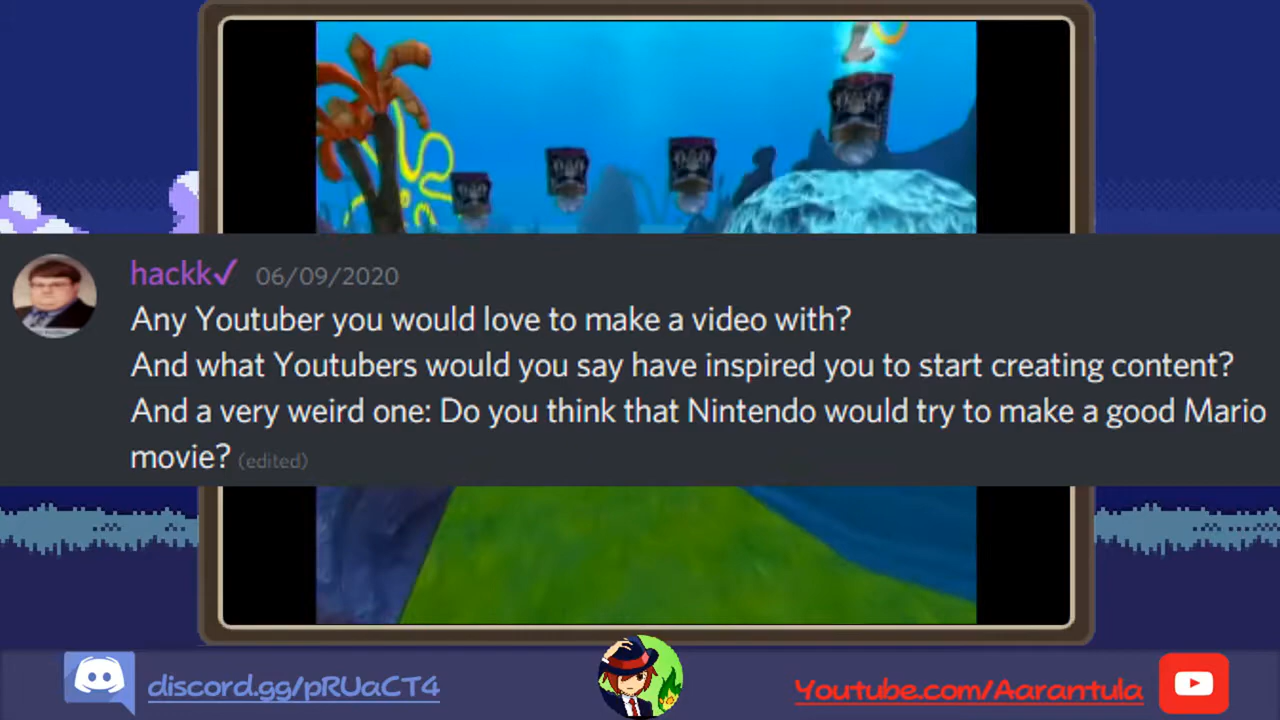 hackk✓ 06/09/2020
Any Youtuber you would love to make a video with?
And what Youtubers would you say have inspired you to start creating content?
And a very weird one: Do you think that Nintendo would try to make a good Mario
movie? (edited)
discord.gg/pRUaCT4
Youtube.com/Aarantula